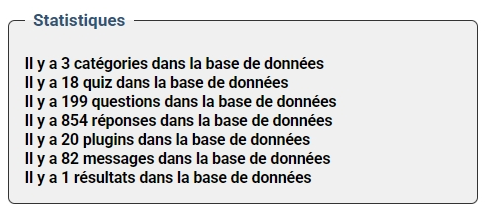 Statistiques
Il y a 3 catégories dans la base de données
Il y a 18 quiz dans la base de données
Il y a 199 questions dans la base de données
Il y a 854 réponses dans la base de données
Il y a 20 plugins dans la base de données
Il y a 82 messages dans la base de données
Il y a 1 résultats dans la base de données